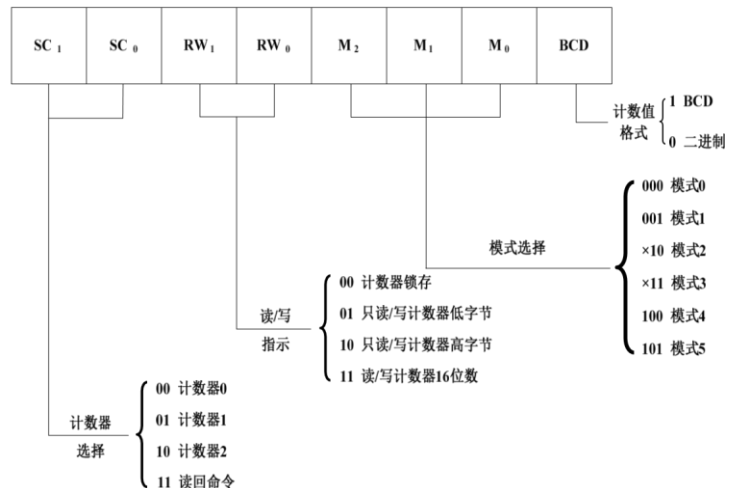 SC₁ SC₀ RW₁ RW₀ M₂ M₁ M₀ BCD
计数值
格式
1 BCD
0 二进制
模式选择
000 模式0
001 模式1
×10 模式2
×11 模式3
100 模式4
101 模式5
读/写
指示
00 计数器锁存
01 只读/写计数器低字节
10 只读/写计数器高字节
11 读/写计数器16位数
计数器
选择
00 计数器0
01 计数器1
10 计数器2
11 读回命令